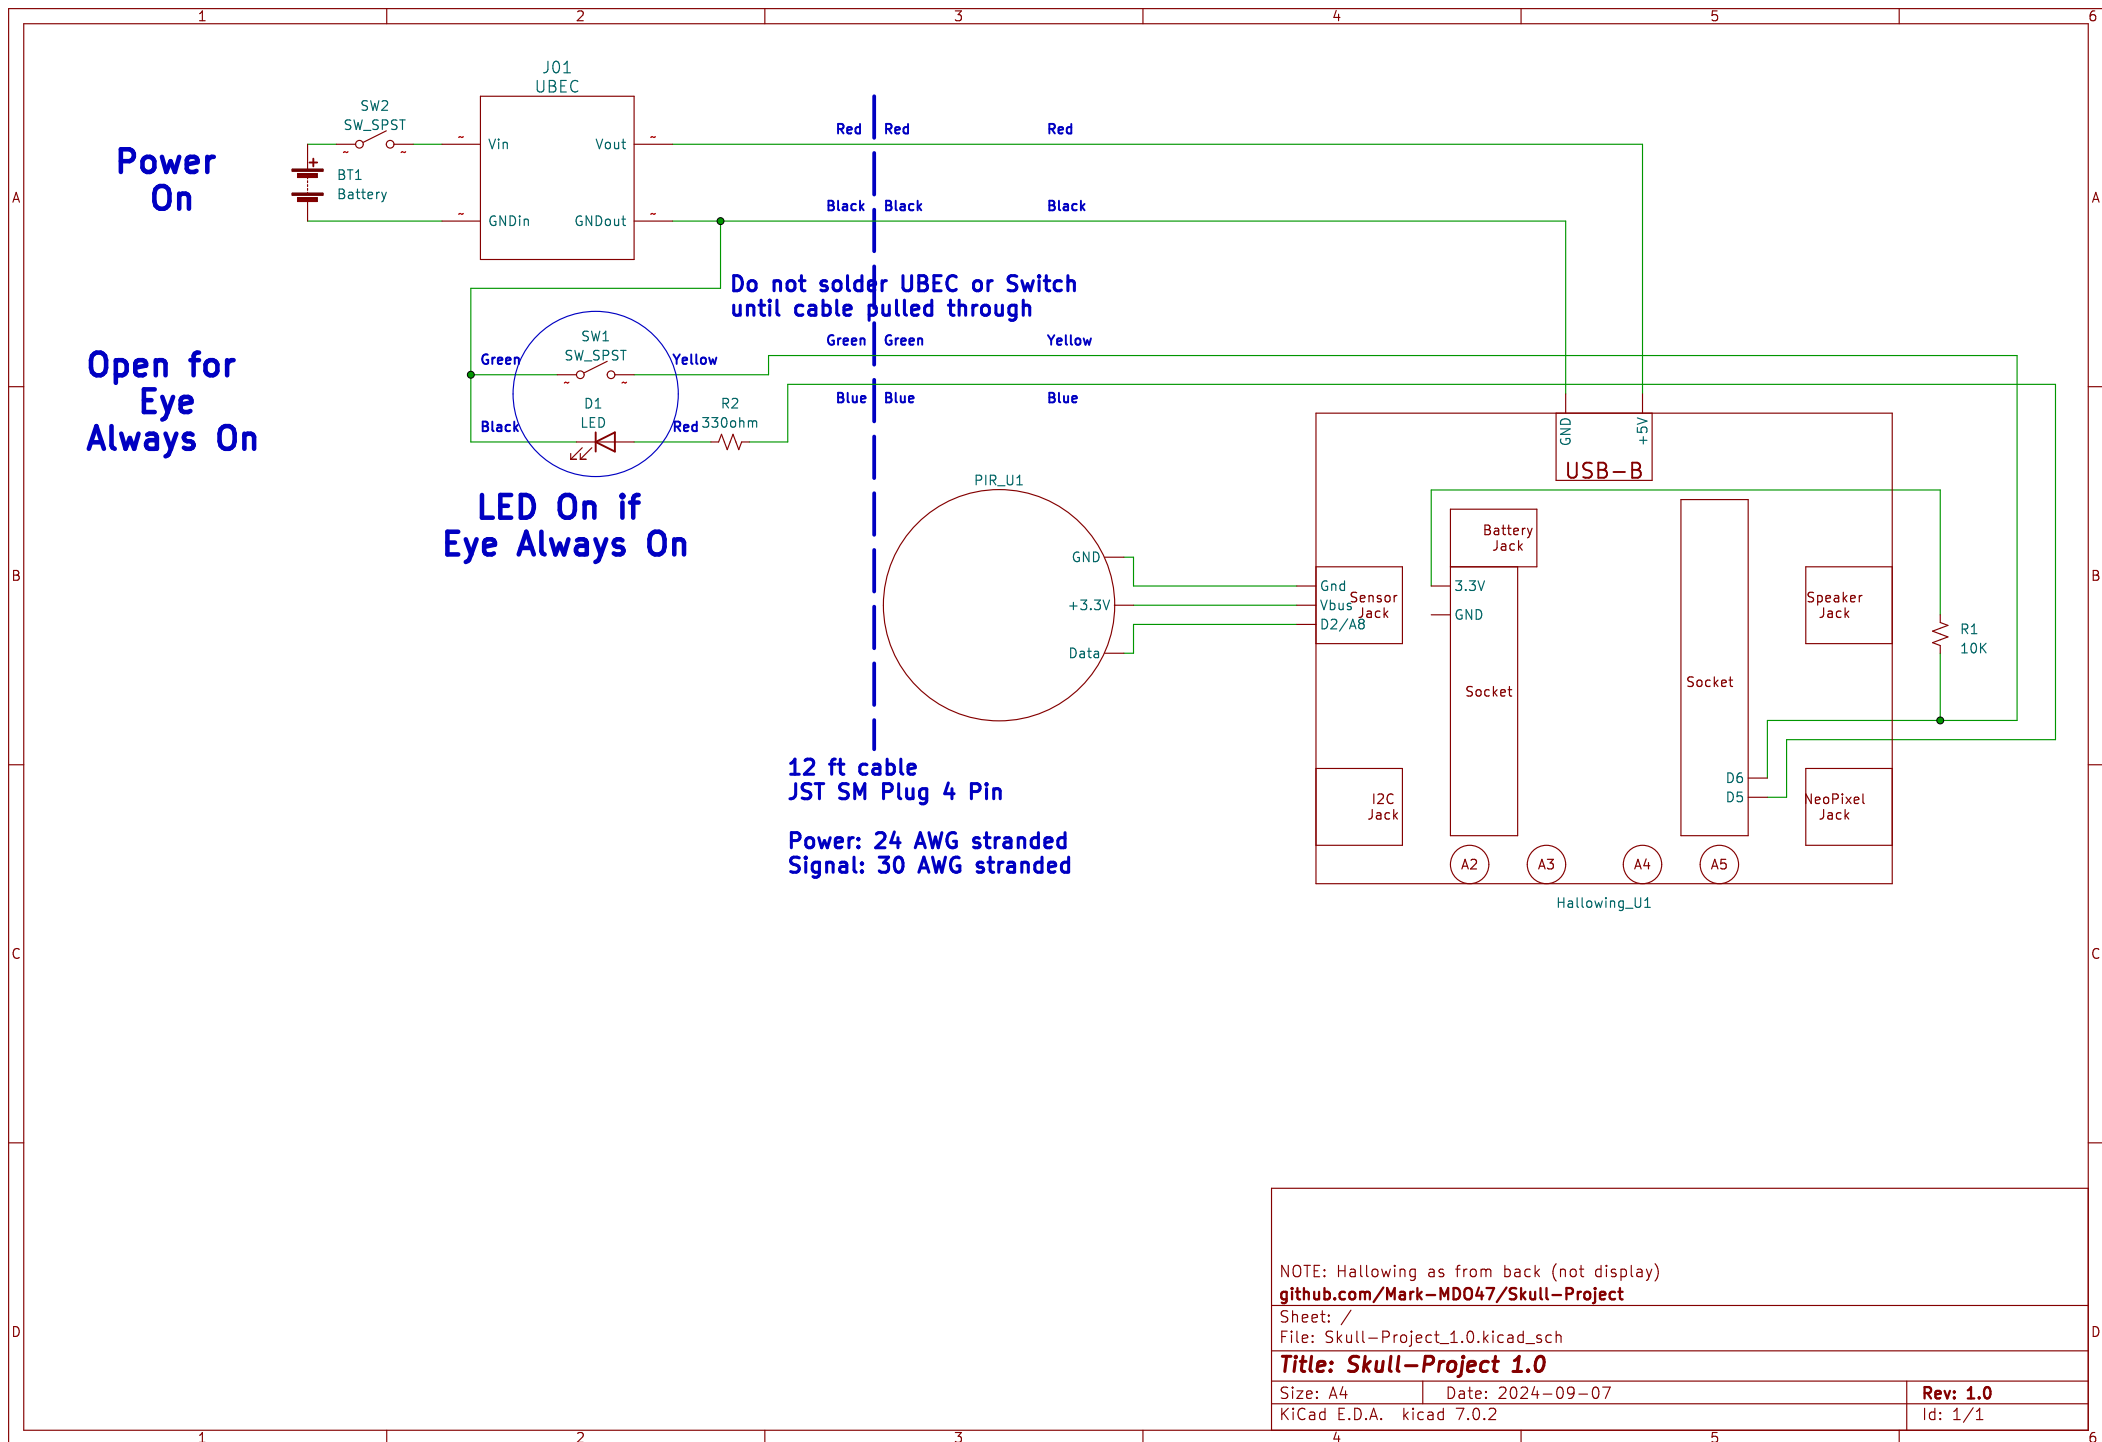 1 2 3 4 5 6
J01
UBEC
SW2
SW_SPST
~ ~
+
BT1
Battery
Power
On
~ Vin Vout ~
~ GNDin GNDout ~
Red Red Red
Black Black Black
Do not solder UBEC or Switch
until cable pulled through
Green Green Yellow
Blue Blue Blue
Open for
Eye
Always On
SW1
SW_SPST
Green Yellow
~ ~
D1
LED
Black Red
R2
330ohm
LED On if
Eye Always On
PIR_U1
GND
+3.3V
Data
GND +5V
USB-B
Battery
Jack
3.3V
GND
Gnd
Vbus
D2/A8
Sensor
Jack
Socket
Socket
Speaker
Jack
R1
10K
D6
D5
I2C
Jack
NeoPixel
Jack
A2 A3 A4 A5
Hallowing_U1
12 ft cable
JST SM Plug 4 Pin
Power: 24 AWG stranded
Signal: 30 AWG stranded
A A
B B
C C
D D
NOTE: Hallowing as from back (not display)
github.com/Mark-MDO47/Skull-Project
Sheet: /
File: Skull-Project_1.0.kicad_sch
Title: Skull-Project 1.0
Size: A4 Date: 2024-09-07 Rev: 1.0
KiCad E.D.A. kicad 7.0.2 Id: 1/1
1 2 3 4 5 6